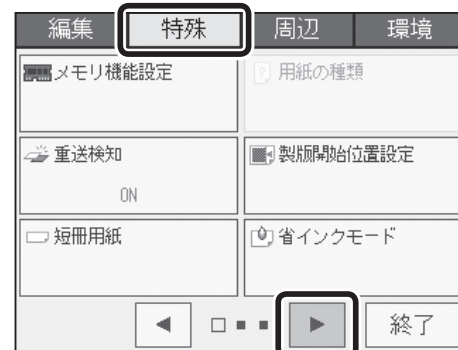 編集 特殊 周辺 環境
メモリ機能設定 用紙の種類
重送検知 製版開始位置設定
ON
短冊用紙 省インクモード
◀ □ ■ ■ ▶ 終了